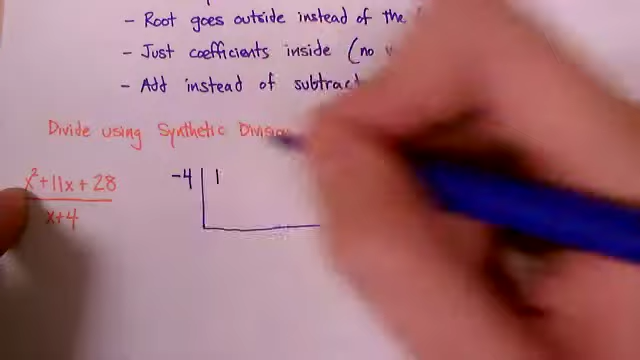 - Root goes outside instead of the
- Just coefficients inside (no
- Add instead of subtract
Divide using Synthetic Division
x²+11x+28
x+4
-4 1